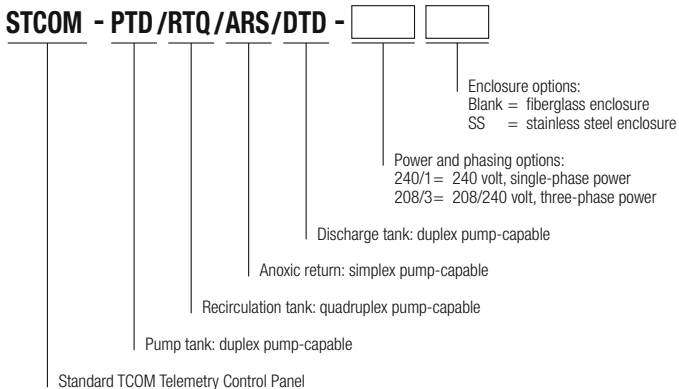 STCOM - PTD /RTQ /ARS/DTD -
Enclosure options:
Blank = fiberglass enclosure
SS = stainless steel enclosure
Power and phasing options:
240/1= 240 volt, single-phase power
208/3= 208/240 volt, three-phase power
Discharge tank: duplex pump-capable
Anoxic return: simplex pump-capable
Recirculation tank: quadruplex pump-capable
Pump tank: duplex pump-capable
Standard TCOM Telemetry Control Panel